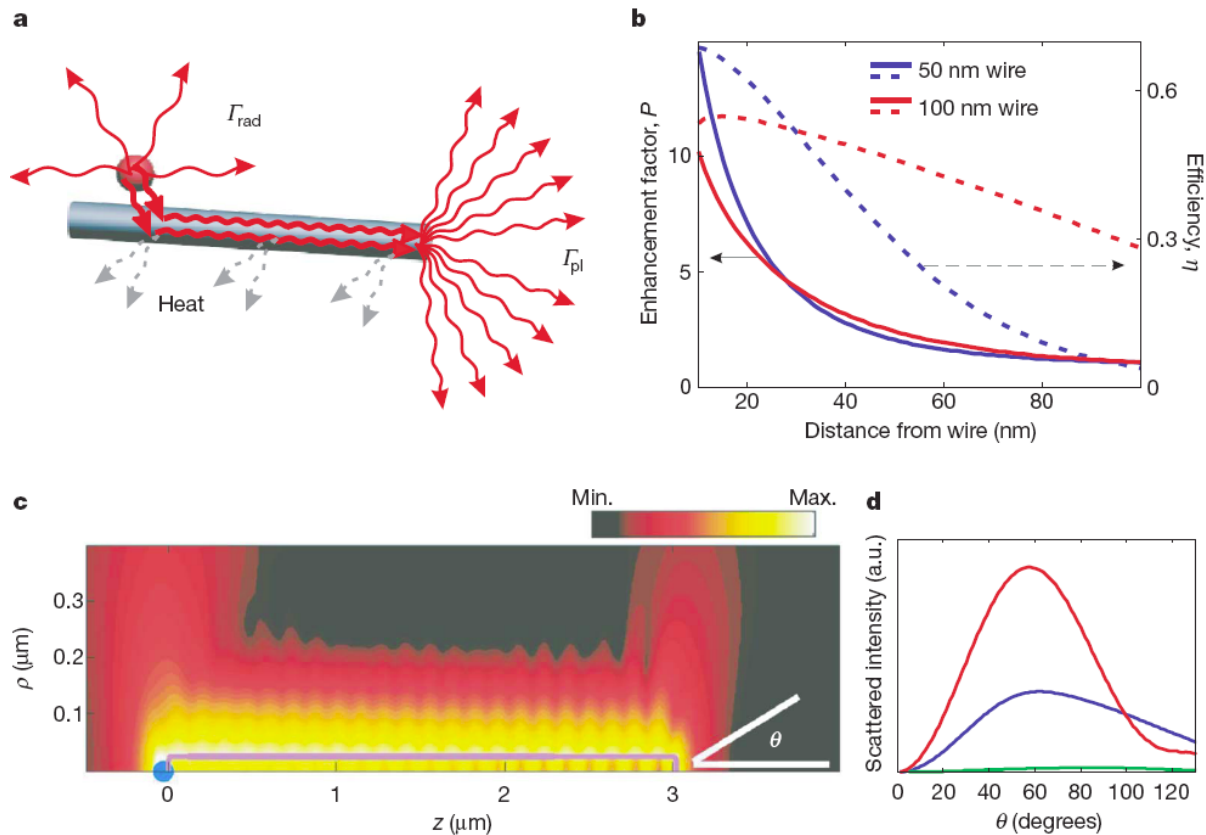 a
Γrad
Γpl
Heat
b
50 nm wire
100 nm wire
Enhancement factor, P
10
5
0
0.6
0.3
0
Efficiency, η
20
40
60
80
Distance from wire (nm)
c
Min.
Max.
ρ (μm)
0.3
0.2
0.1
θ
0
1
2
3
z (μm)
d
Scattered intensity (a.u.)
0
20
40
60
80
100
120
θ (degrees)